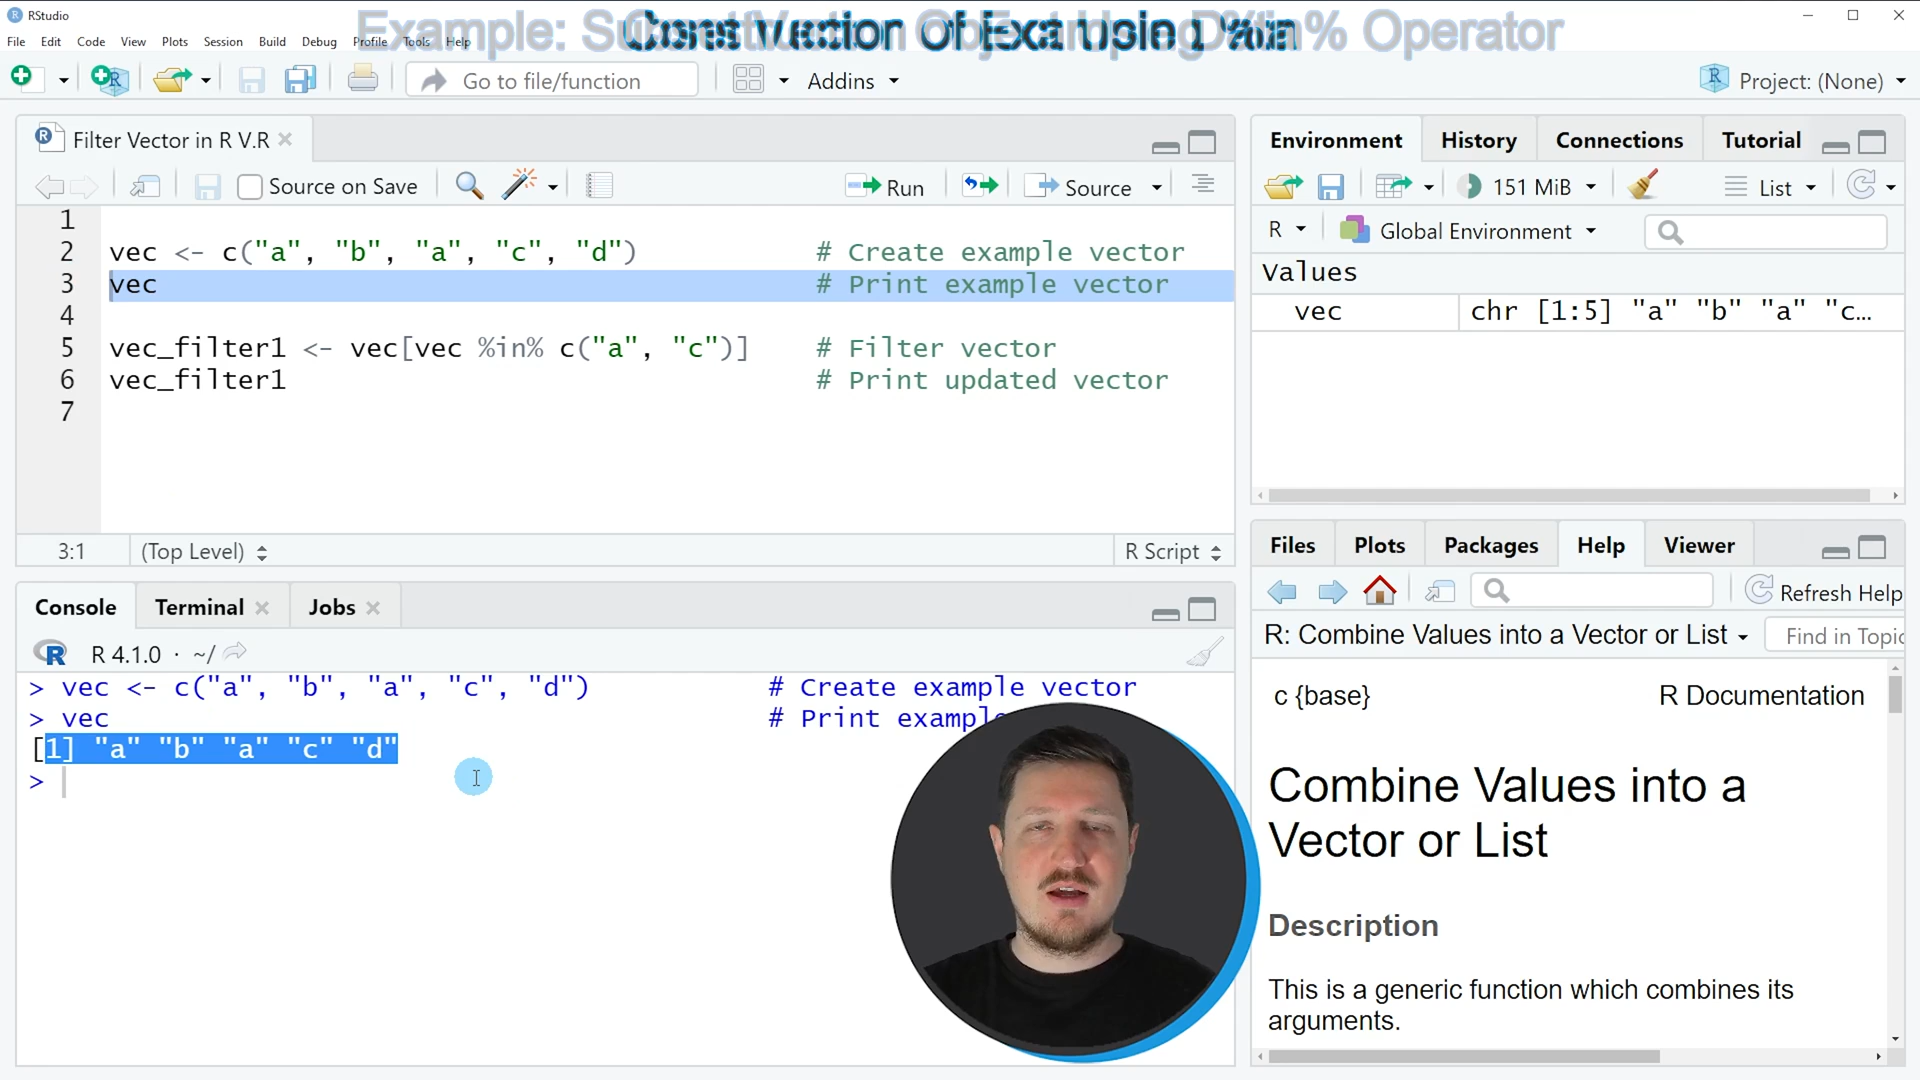 RStudio
Example: Su % Operator
File Edit Code View Plots Session Build Debug Profile Tools Help
Go to file/function
Addins
Project: (None)
Filter Vector in R V.R
Source on Save
Run
Source
1
2 vec <- c("a", "b", "a", "c", "d") # Create example vector
3 vec # Print example vector
4
5 vec_filter1 <- vec[vec %in% c("a", "c")] # Filter vector
6 vec_filter1 # Print updated vector
7
3:1
(Top Level)
R Script
Console Terminal Jobs
R 4.1.0 · ~/
> vec <- c("a", "b", "a", "c", "d") # Create example vector
> vec # Print example
[1] "a" "b" "a" "c" "d"
>
Environment History Connections Tutorial
151 MiB
List
R Global Environment
Values
vec chr [1:5] "a" "b" "a" "c…
Files Plots Packages Help Viewer
Refresh Help
R: Combine Values into a Vector or List
Find in Topic
c {base} R Documentation
Combine Values into a
Vector or List
Description
This is a generic function which combines its
arguments.